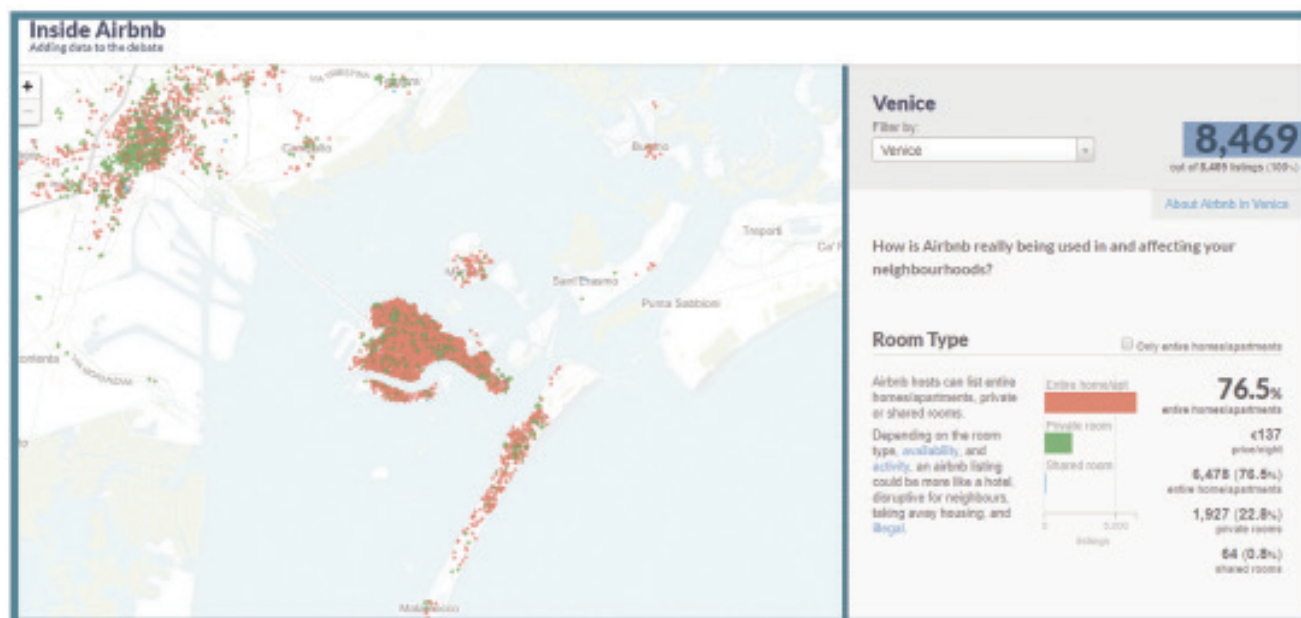 Inside Airbnb
Adding data to the debate
+
−
Burano
Treporti
Sant'Erasmo
Punta Sabbioni
Malamocco
Venice
Filter by:
Venice
8,469
out of 8,469 listings (100%)
About Airbnb in Venice
How is Airbnb really being used in and affecting your
neighbourhoods?
Room Type
Only entire homes/apartments
Airbnb hosts can list entire
homes/apartments, private
or shared rooms.
Depending on the room
type, availability, and
activity, an airbnb listing
could be more like a hotel,
disruptive for neighbours,
taking away housing, and
illegal.
Entire home/apt
Private room
Shared room
0
5,000
listings
76.5%
entire homes/apartments
€137
price/night
6,478 (76.5%)
entire home/apartments
1,927 (22.8%)
private rooms
64 (0.8%)
shared rooms